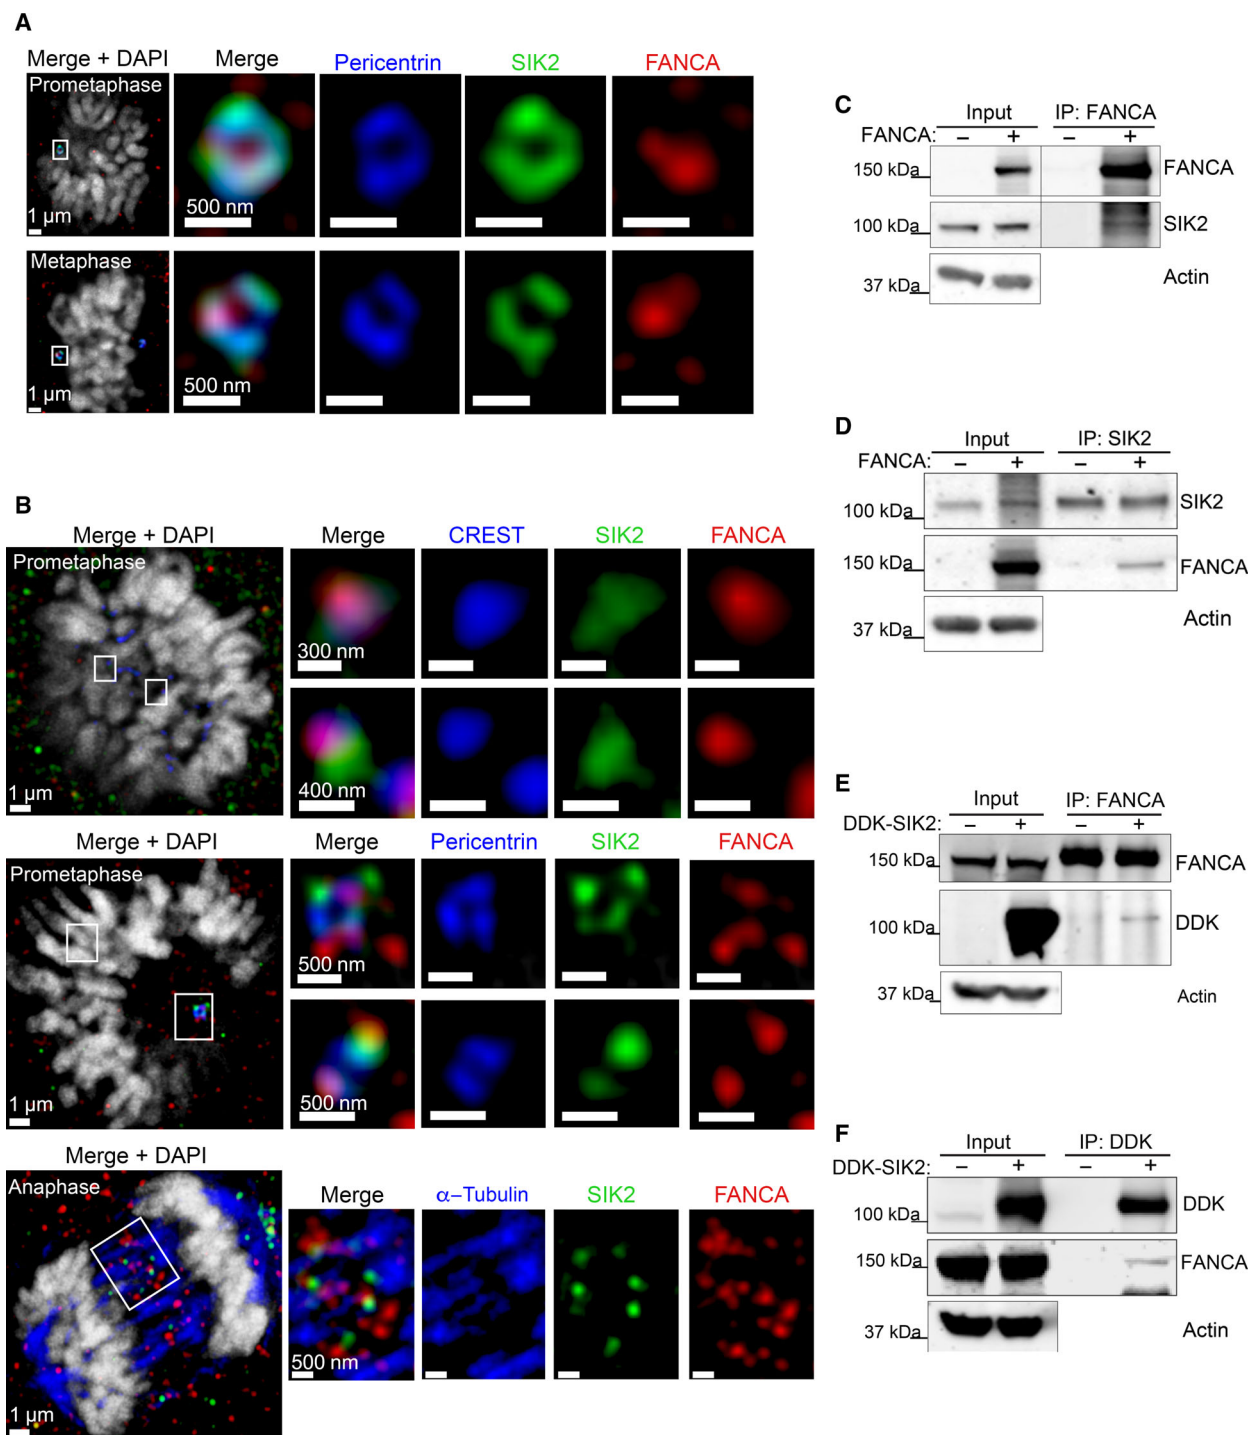 A
Merge + DAPI Merge Pericentrin SIK2 FANCA
Prometaphase
1 µm
500 nm
Metaphase
1 µm
500 nm
B
Merge + DAPI Merge CREST SIK2 FANCA
Prometaphase
300 nm
400 nm
1 µm
Merge + DAPI Merge Pericentrin SIK2 FANCA
Prometaphase
500 nm
500 nm
1 µm
Merge + DAPI
Anaphase
Merge α–Tubulin SIK2 FANCA
500 nm
1 µm
C
Input IP: FANCA
FANCA: – + – +
150 kDa FANCA
100 kDa SIK2
37 kDa Actin
D
Input IP: SIK2
FANCA: – + – +
100 kDa SIK2
150 kDa FANCA
37 kDa Actin
E
Input IP: FANCA
DDK-SIK2: – + – +
150 kDa FANCA
100 kDa DDK
37 kDa Actin
F
Input IP: DDK
DDK-SIK2: – + – +
100 kDa DDK
150 kDa FANCA
37 kDa Actin